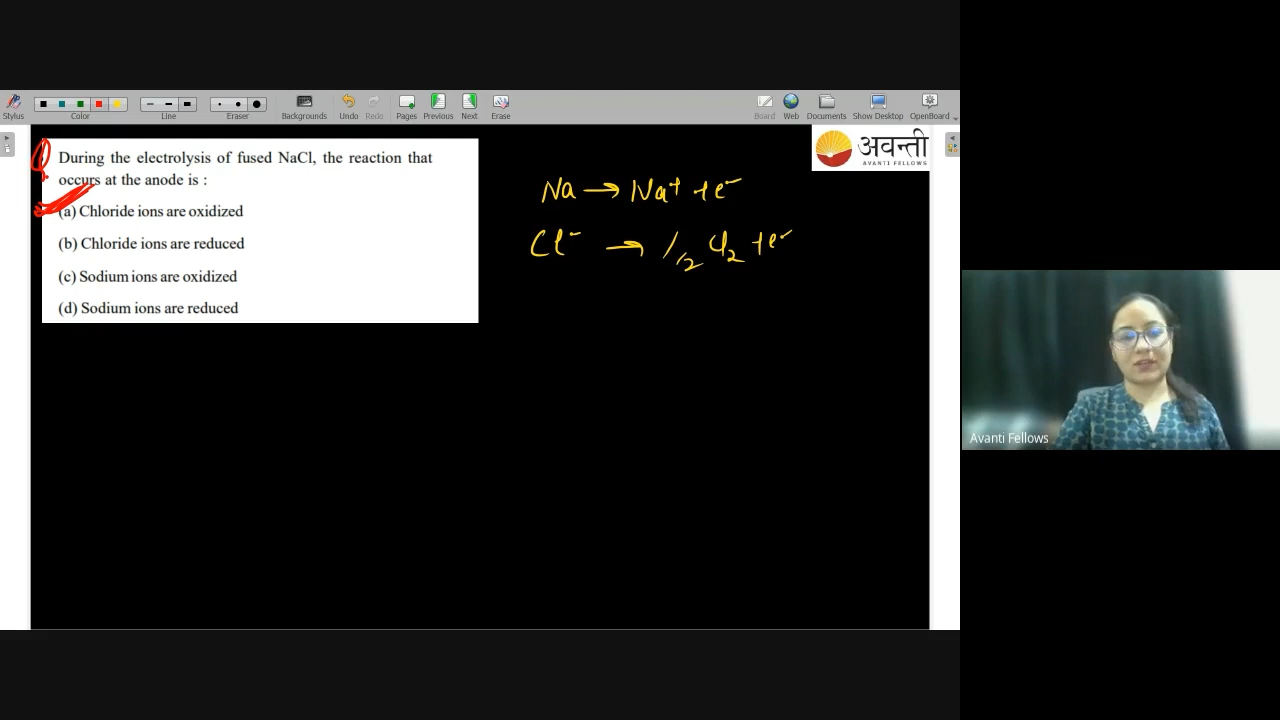 Stylus
Color
Line
Eraser
Backgrounds
Undo
Redo
Pages
Previous
Next
Erase
Board
Web
Documents
Show Desktop
OpenBoard
अवन्ती
AVANTI FELLOWS
Q.
During the electrolysis of fused NaCl, the reaction that
occurs at the anode is :
(a) Chloride ions are oxidized
(b) Chloride ions are reduced
(c) Sodium ions are oxidized
(d) Sodium ions are reduced
Na → Na+ + e-
Cl- → 1/2 Cl2 + e-
Avanti Fellows